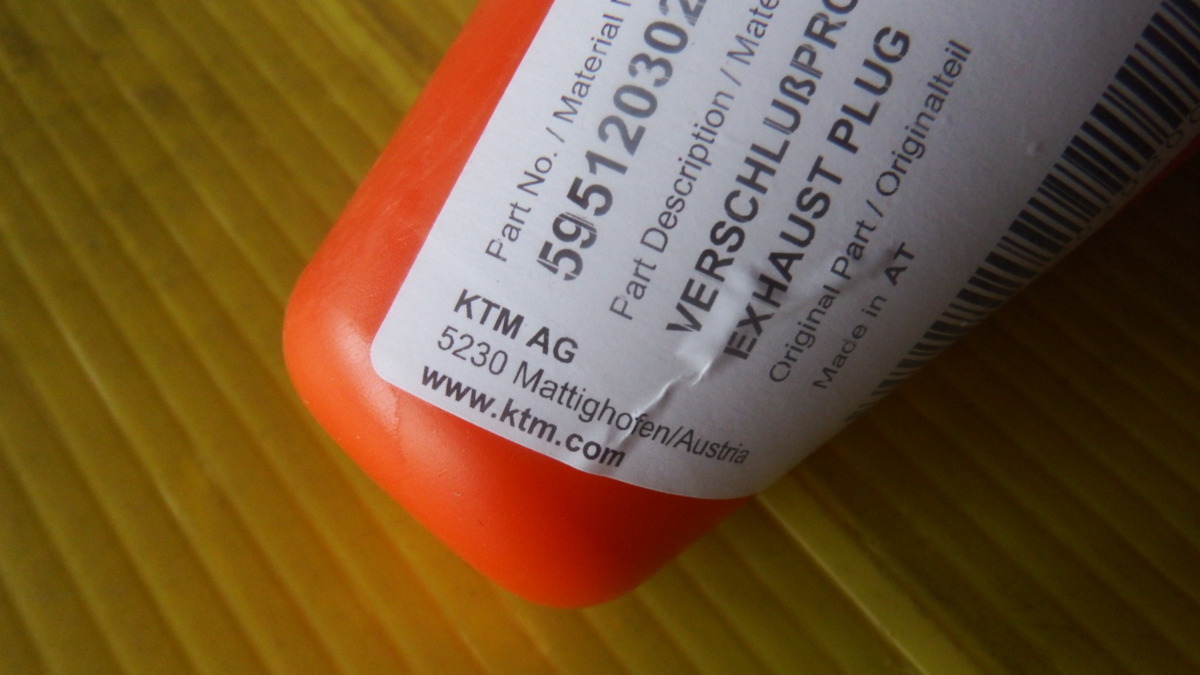 Part No. / Material
5951203302
Part Description / Mate
VERSCHLUßPRO
EXHAUST PLUG
Original Part / Originalteil
Made in AT
KTM AG
5230 Mattighofen/Austria
www.ktm.com